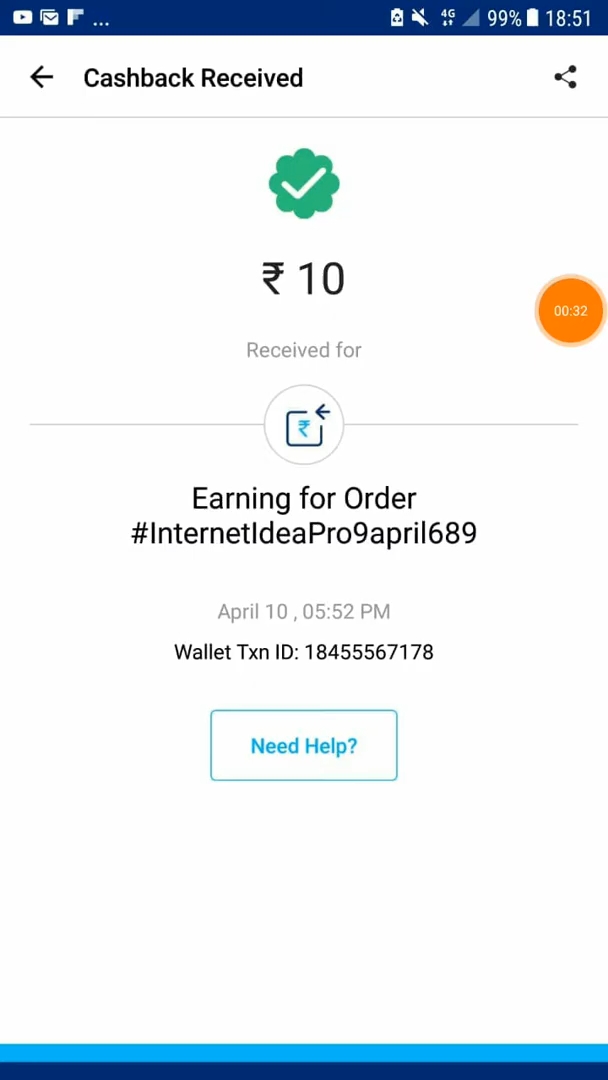 ... 4G 99% 18:51
Cashback Received
₹ 10
00:32
Received for
₹
Earning for Order
#InternetIdeaPro9april689
April 10 , 05:52 PM
Wallet Txn ID: 18455567178
Need Help?